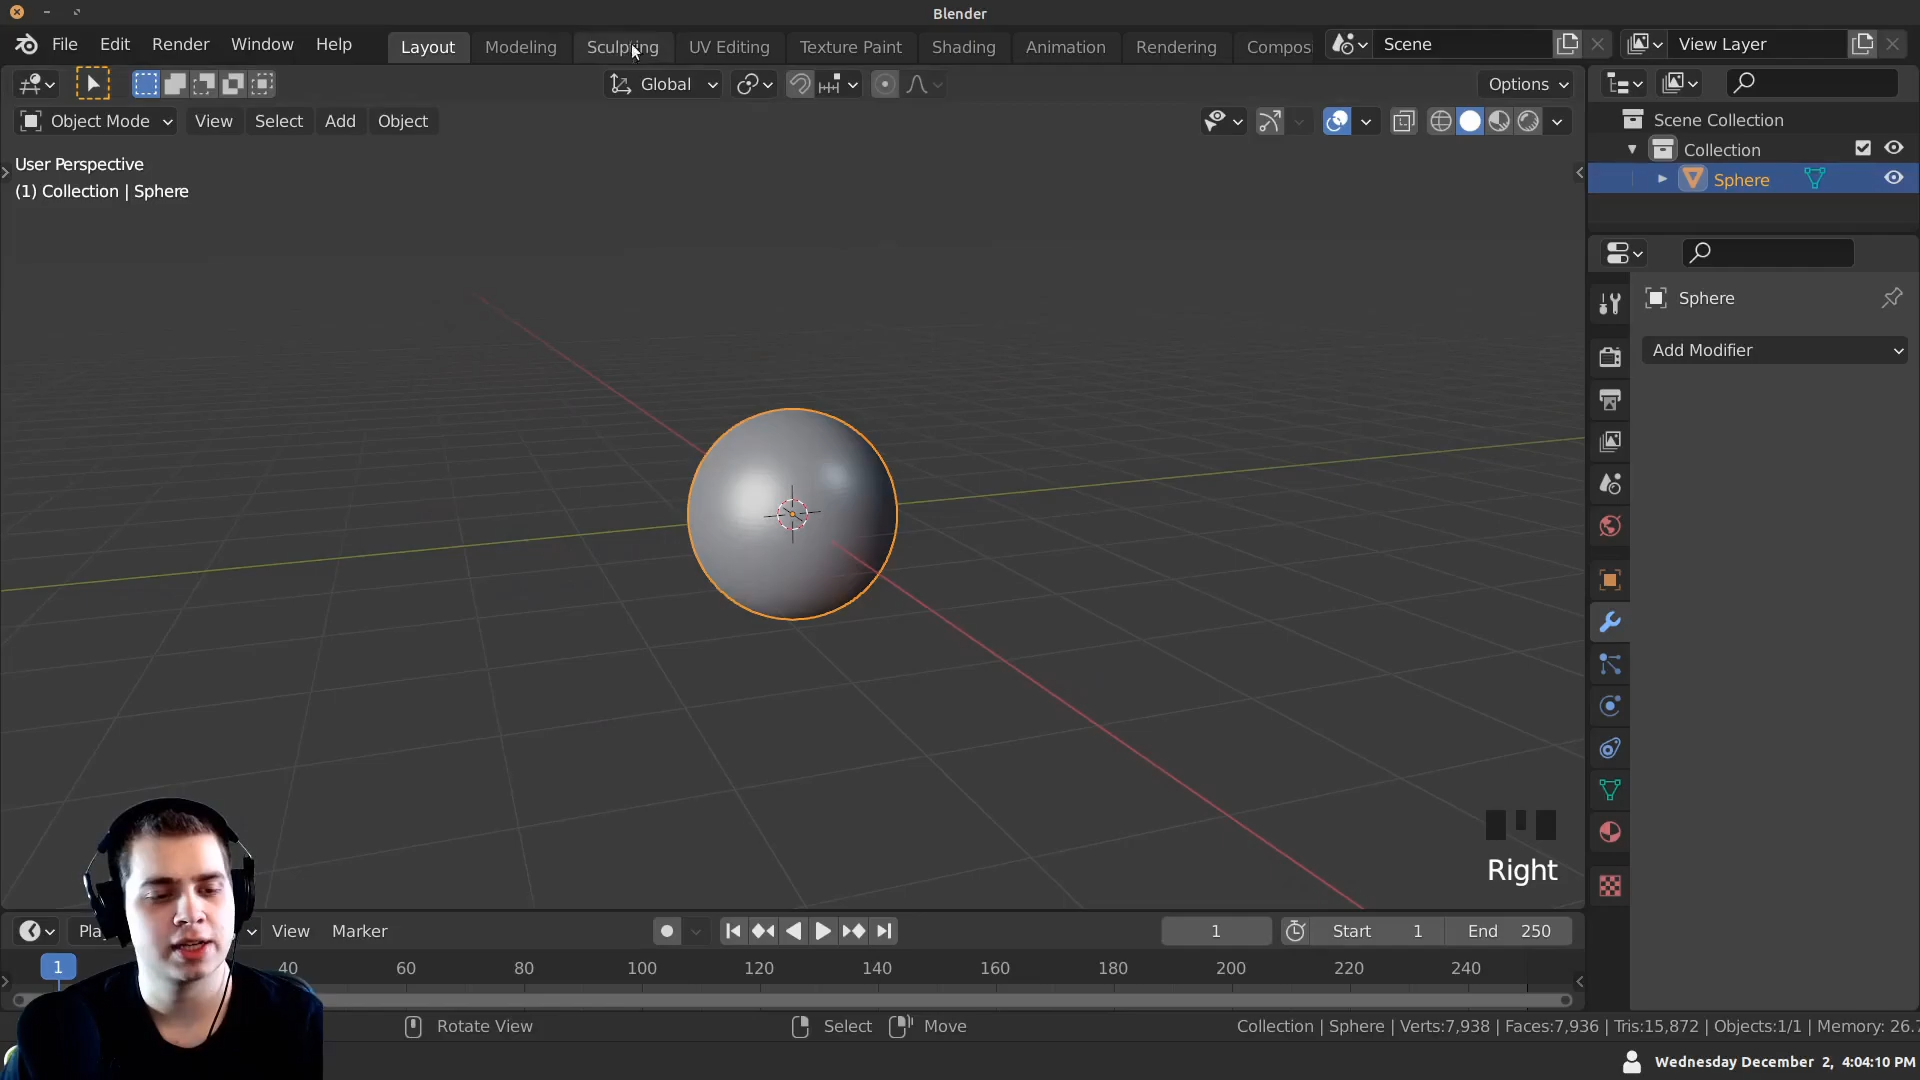 Blender
File Edit Render Window Help Layout Modeling Sculpting UV Editing Texture Paint Shading Animation Rendering Compos Scene View Layer
Global Options
Object Mode View Select Add Object
User Perspective
(1) Collection | Sphere
Scene Collection
Collection
Sphere
Sphere
Add Modifier
Right
Pla View Marker 1 Start 1 End 250
1 40 60 80 100 120 140 160 180 200 220 240
Rotate View Select Move Collection | Sphere | Verts:7,938 | Faces:7,936 | Tris:15,872 | Objects:1/1 | Memory: 26.7
Wednesday December 2, 4:04:10 PM